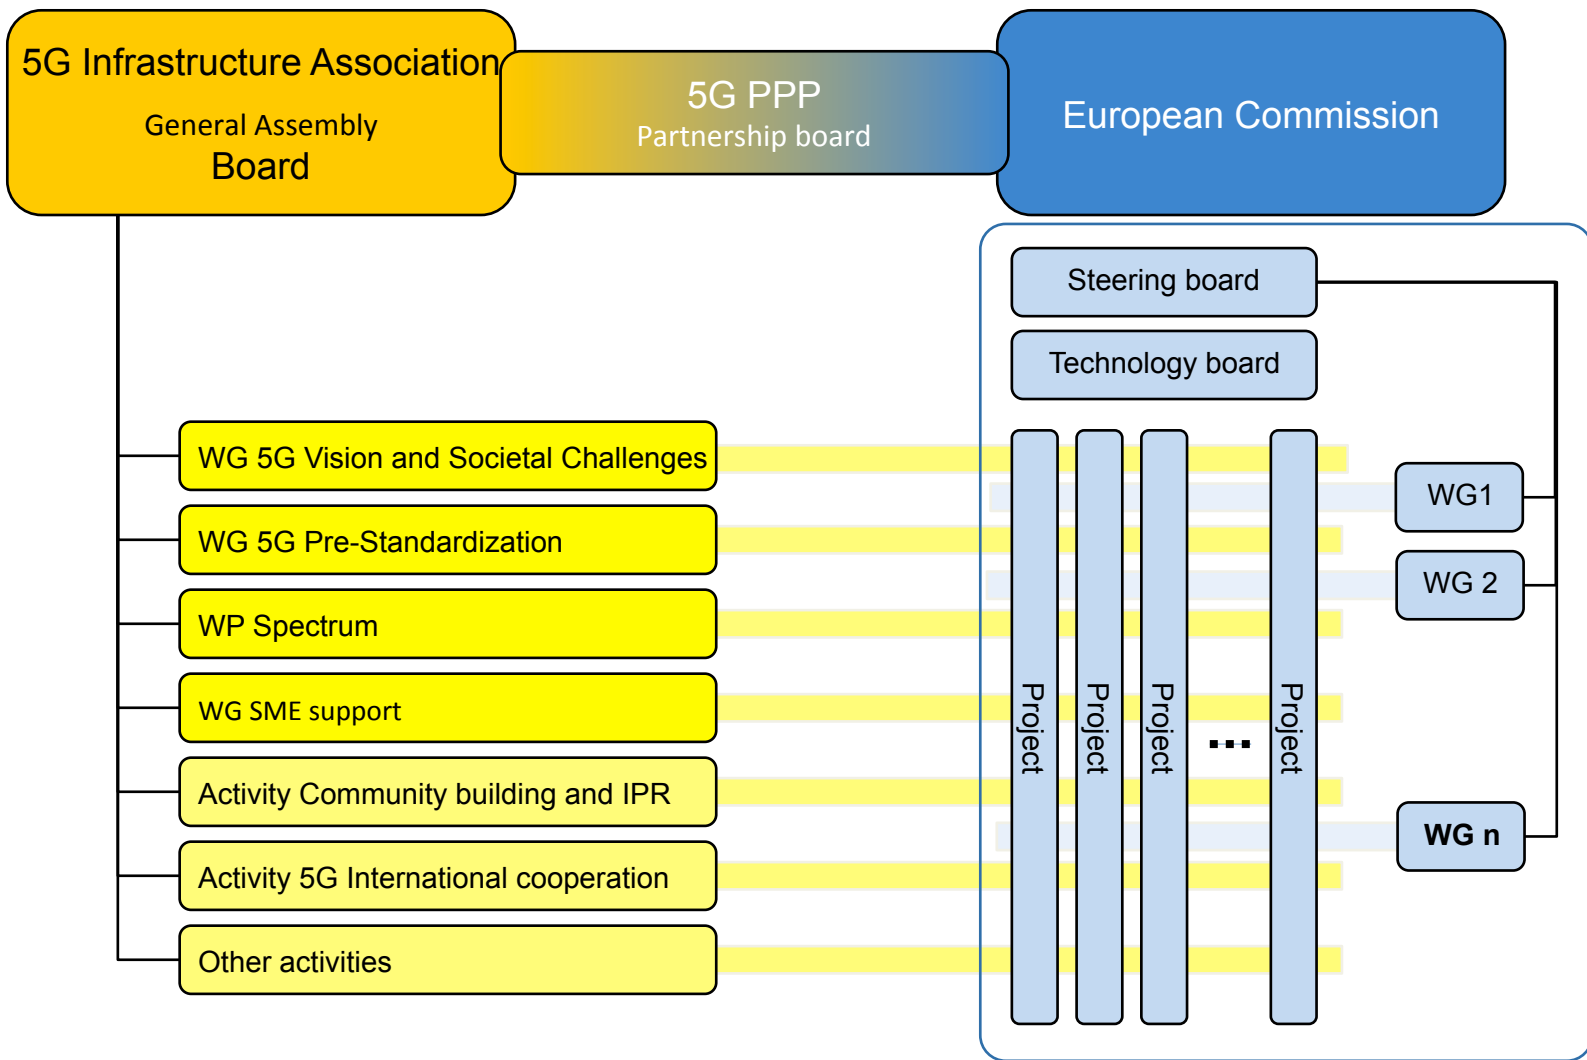 5G Infrastructure Association
General Assembly
Board
5G PPP
Partnership board
European Commission
Steering board
Technology board
WG 5G Vision and Societal Challenges
WG 5G Pre-Standardization
WP Spectrum
WG SME support
Activity Community building and IPR
Activity 5G International cooperation
Other activities
Project
Project
Project
...
Project
WG1
WG 2
WG n